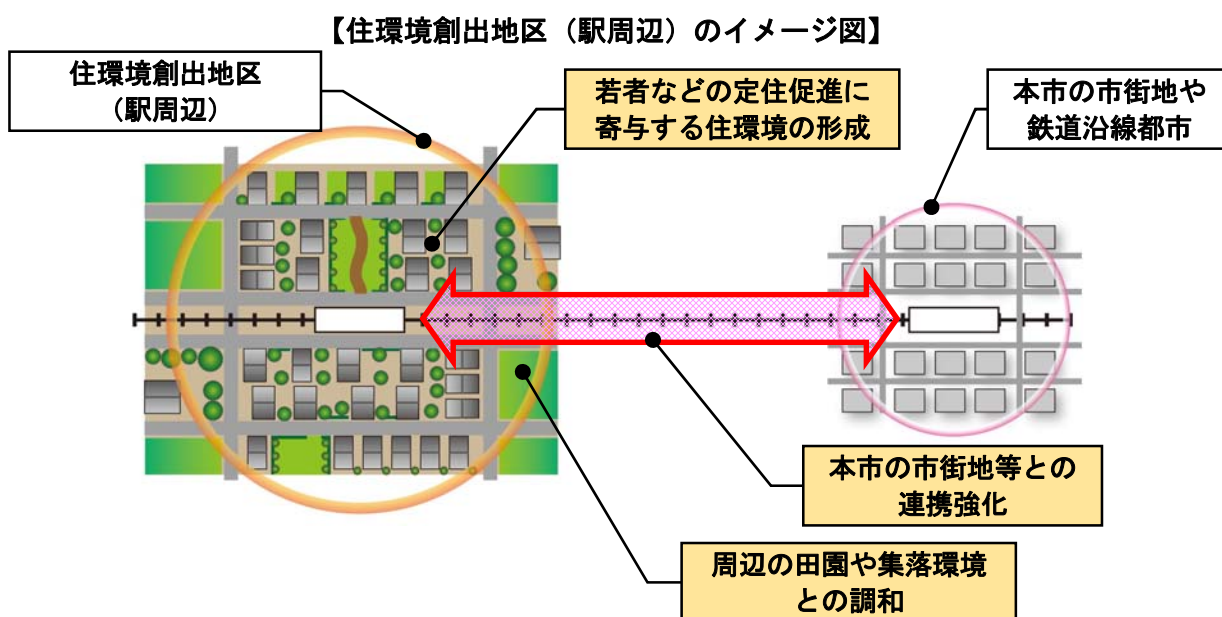 【住環境創出地区（駅周辺）のイメージ図】
住環境創出地区
（駅周辺）
若者などの定住促進に
寄与する住環境の形成
本市の市街地や
鉄道沿線都市
本市の市街地等との
連携強化
周辺の田園や集落環境
との調和